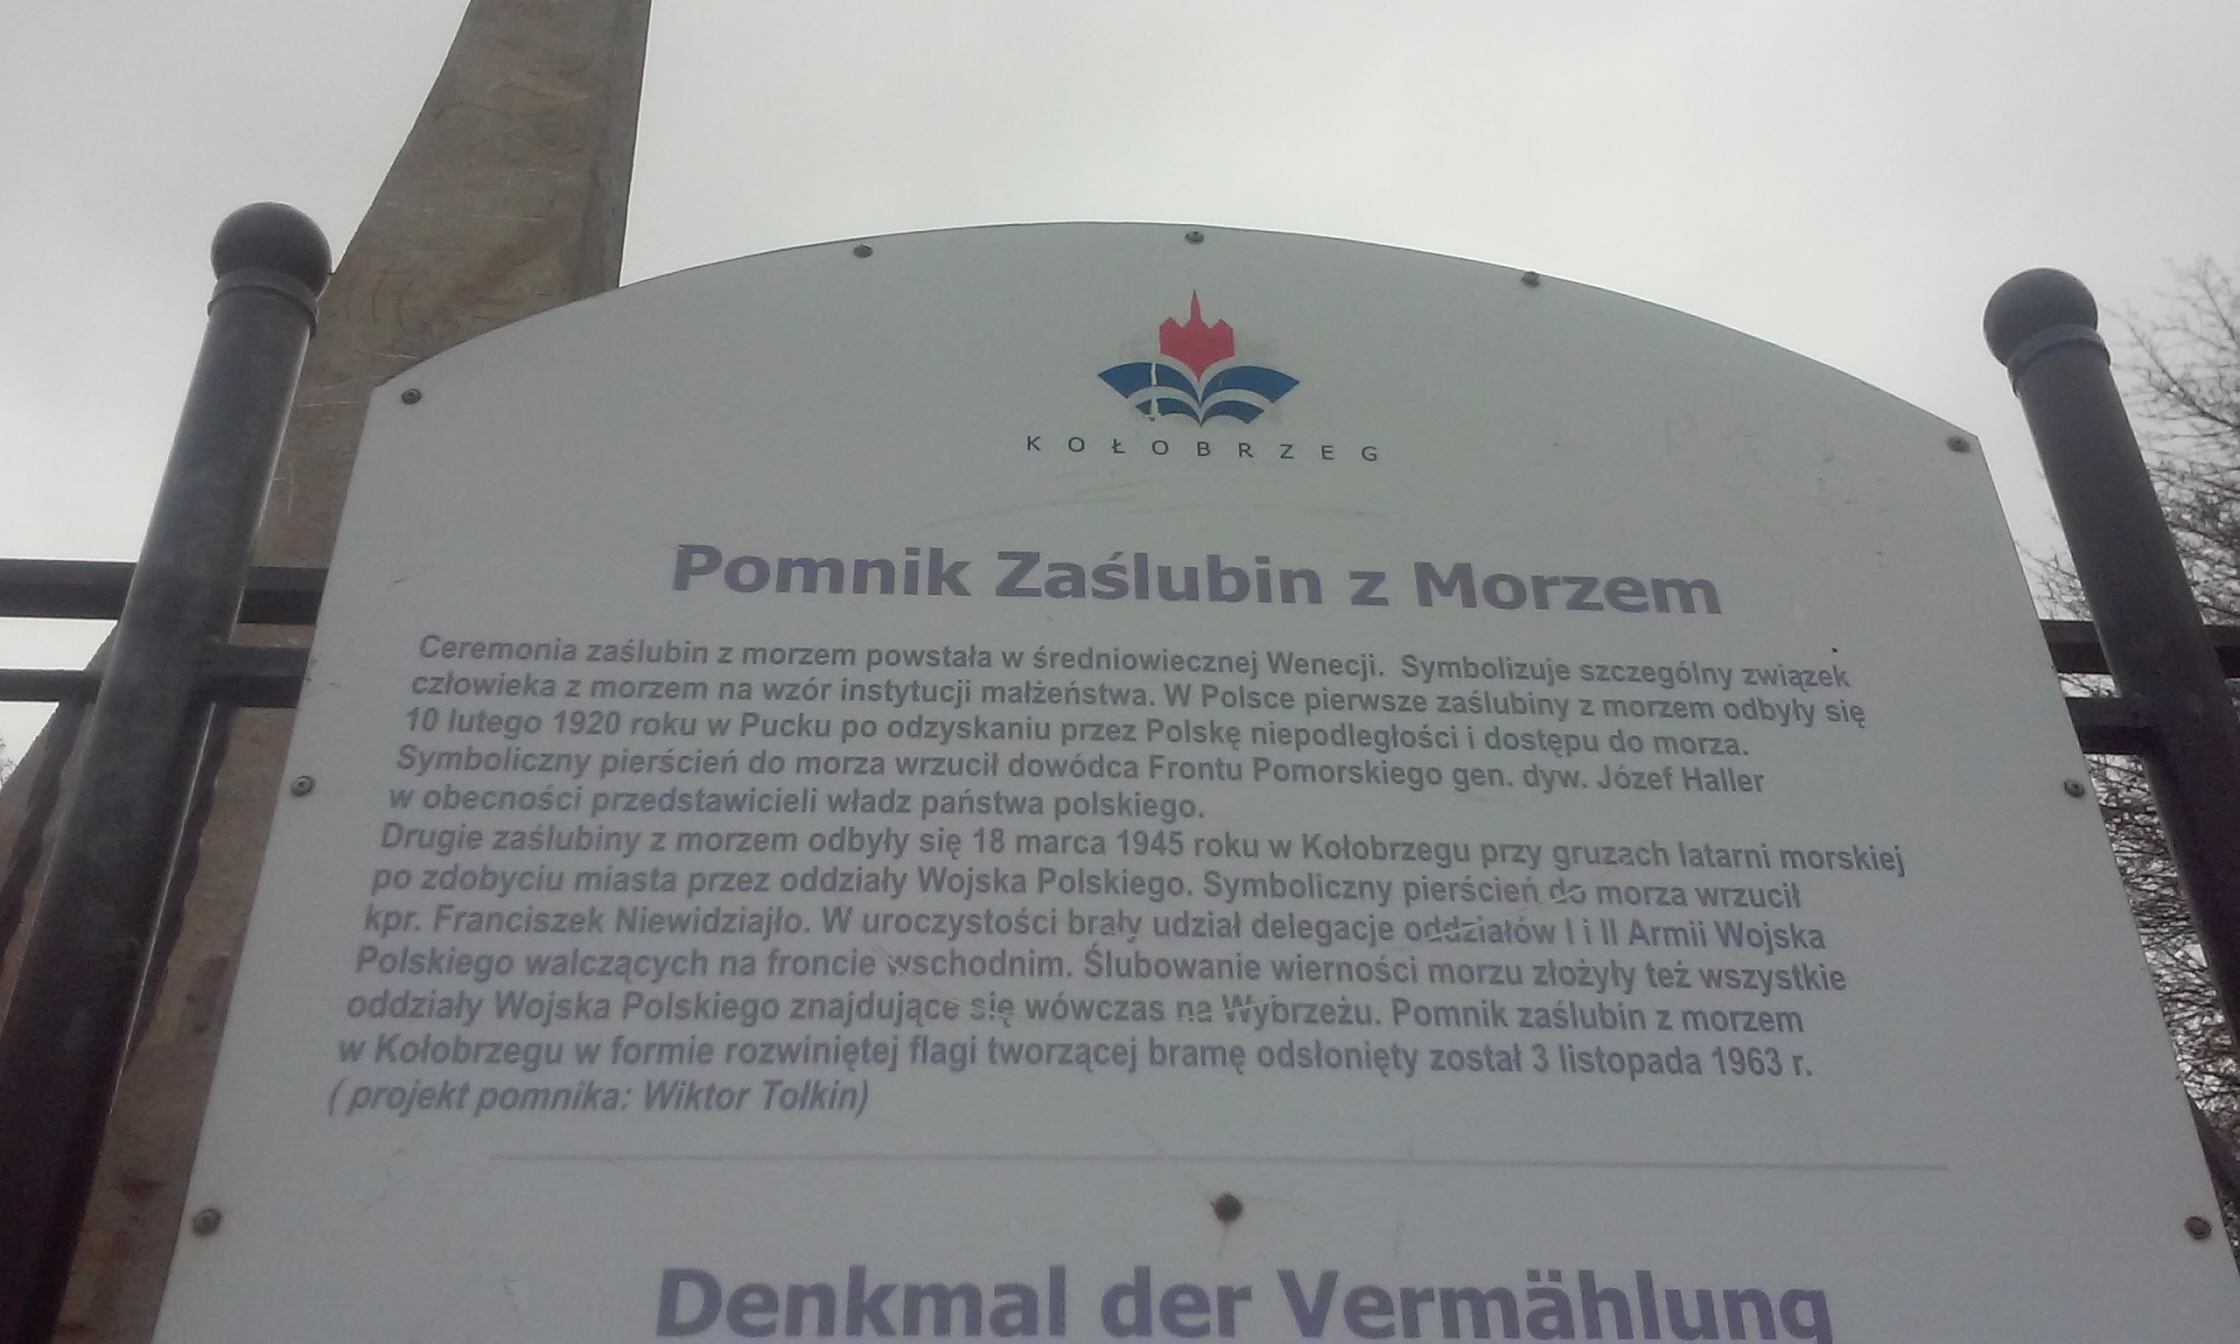 KOŁOBRZEG
Pomnik Zaślubin z Morzem
Ceremonia zaślubin z morzem powstała w średniowiecznej Wenecji. Symbolizuje szczególny związek
człowieka z morzem na wzór instytucji małżeństwa. W Polsce pierwsze zaślubiny z morzem odbyły się
10 lutego 1920 roku w Pucku po odzyskaniu przez Polskę niepodległości i dostępu do morza.
Symboliczny pierścień do morza wrzucił dowódca Frontu Pomorskiego gen. dyw. Józef Haller
w obecności przedstawicieli władz państwa polskiego.
Drugie zaślubiny z morzem odbyły się 18 marca 1945 roku w Kołobrzegu przy gruzach latarni morskiej
po zdobyciu miasta przez oddziały Wojska Polskiego. Symboliczny pierścień do morza wrzucił
kpr. Franciszek Niewidziajło. W uroczystości brały udział delegacje oddziałów I i II Armii Wojska
Polskiego walczących na froncie wschodnim. Ślubowanie wierności morzu złożyły też wszystkie
oddziały Wojska Polskiego znajdujące się wówczas na Wybrzeżu. Pomnik zaślubin z morzem
w Kołobrzegu w formie rozwiniętej flagi tworzącej bramę odsłonięty został 3 listopada 1963 r.
( projekt pomnika: Wiktor Tołkin)
Denkmal der Vermählung